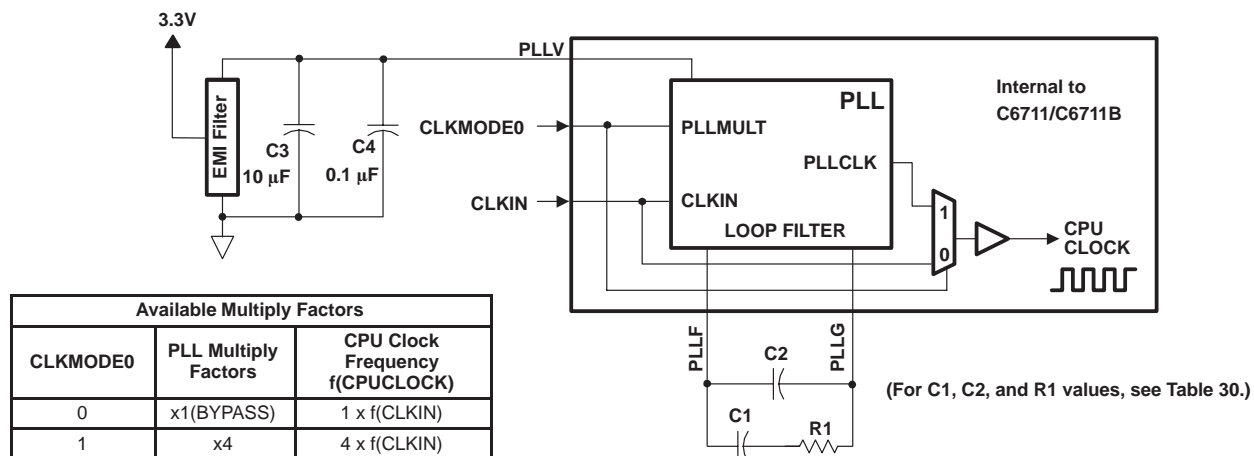 3.3V
PLLV
EMI Filter
C3
10 μF
C4
0.1 μF
CLKMODE0
CLKIN
PLL
PLLMULT
PLLCLK
CLKIN
LOOP FILTER
Internal to
C6711/C6711B
1
0
CPU
CLOCK
PLLF
PLLG
C2
C1
R1
(For C1, C2, and R1 values, see Table 30.)
Available Multiply Factors
CLKMODE0
PLL Multiply
Factors
CPU Clock
Frequency
f(CPUCLOCK)
0
x1(BYPASS)
1 x f(CLKIN)
1
x4
4 x f(CLKIN)